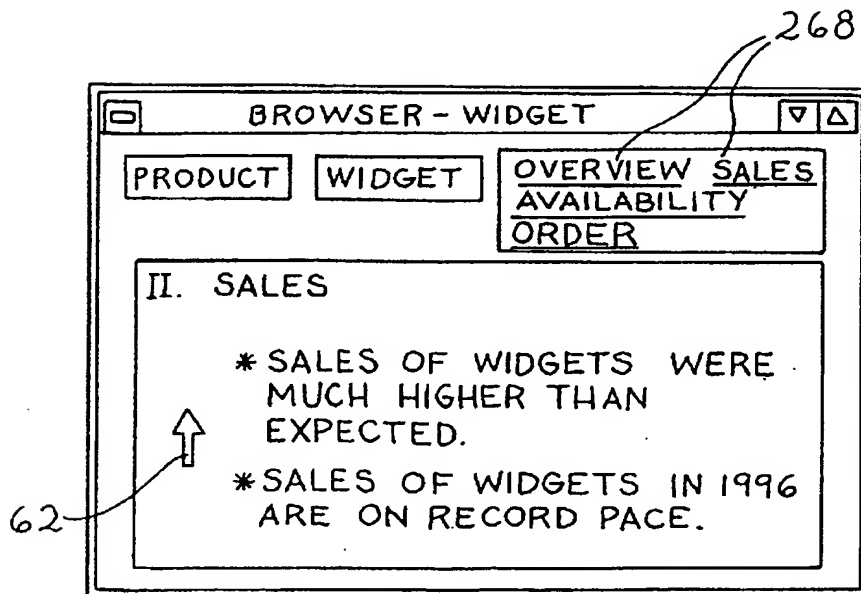 268
BROWSER - WIDGET
PRODUCT WIDGET OVERVIEW SALES
AVAILABILITY
ORDER
II. SALES
* SALES OF WIDGETS WERE
MUCH HIGHER THAN
EXPECTED.
* SALES OF WIDGETS IN 1996
ARE ON RECORD PACE.
62